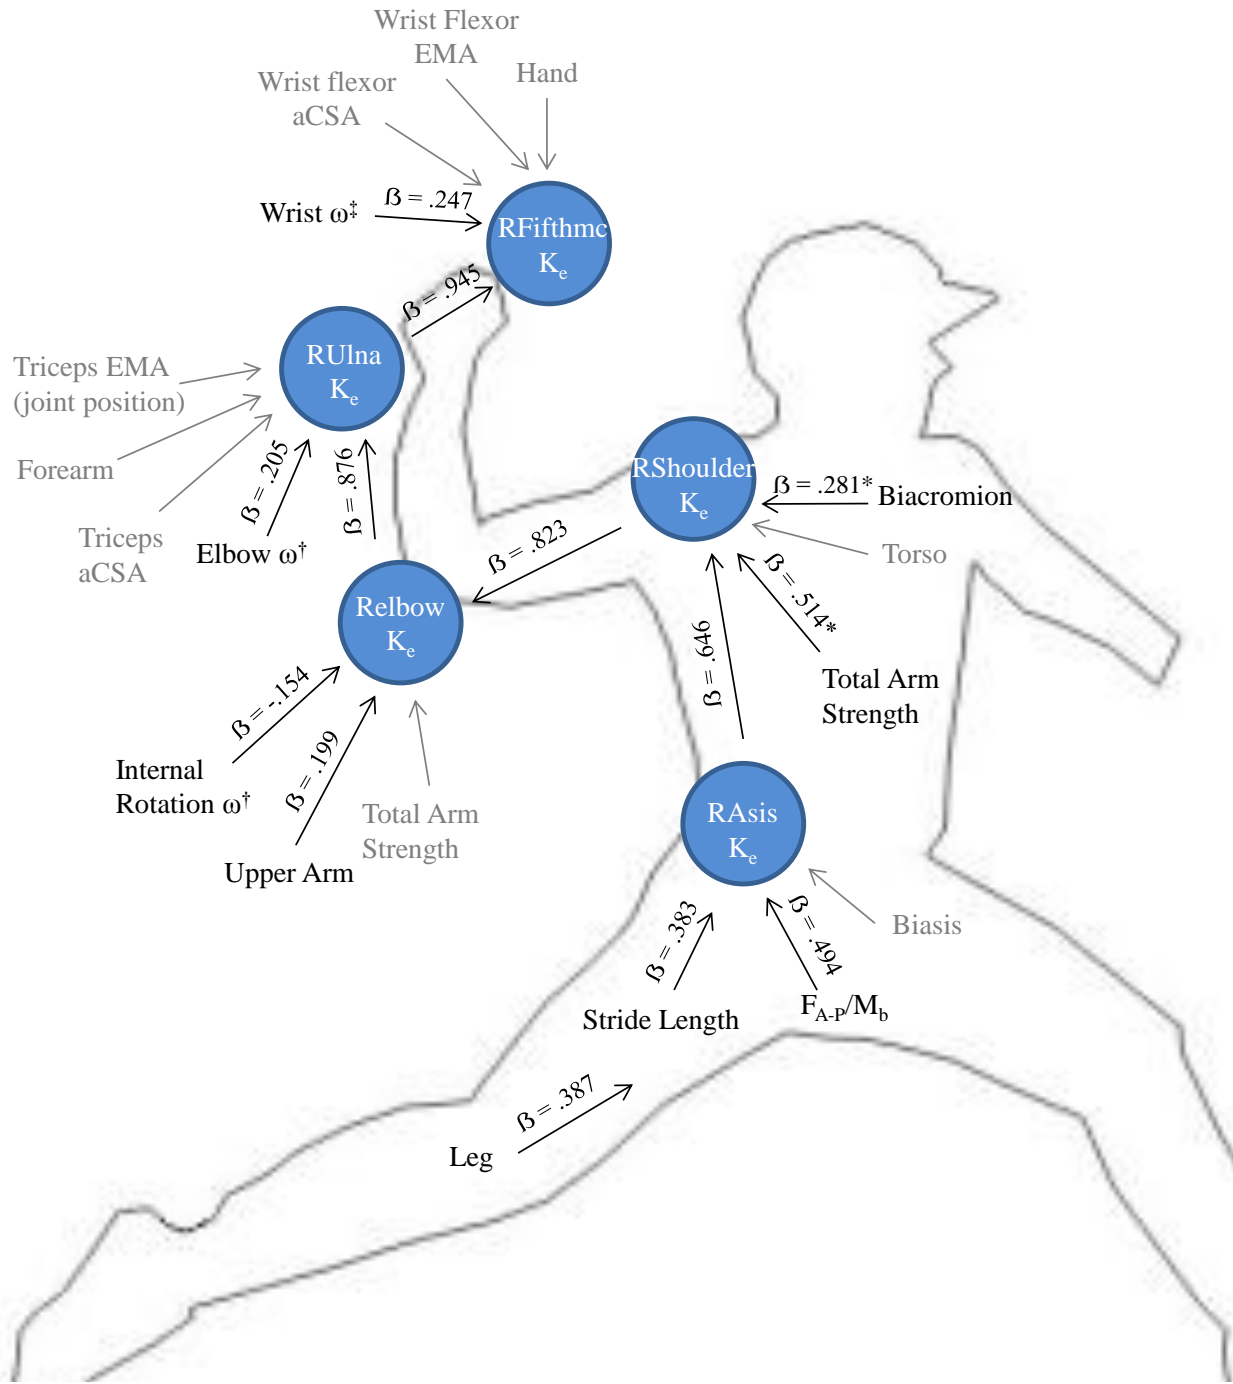 Wrist Flexor
EMA
Hand
Wrist flexor
aCSA
ß = .247
Wrist ω‡
RFifthmc
Ke
ß = .945
RUlna
Ke
Triceps EMA
(joint position)
Forearm
ß = .205
ß = .876
Triceps
aCSA
Elbow ω†
RShoulder
Ke
ß = .281*
Biacromion
Torso
ß = .823
ß = .514*
Relbow
Ke
ß = .646
Total Arm
Strength
ß = -.154
ß = .199
Internal
Rotation ω†
Total Arm
Strength
Upper Arm
RAsis
Ke
ß = .383
ß = .494
Biasis
Stride Length
FA-P/Mb
ß = .387
Leg